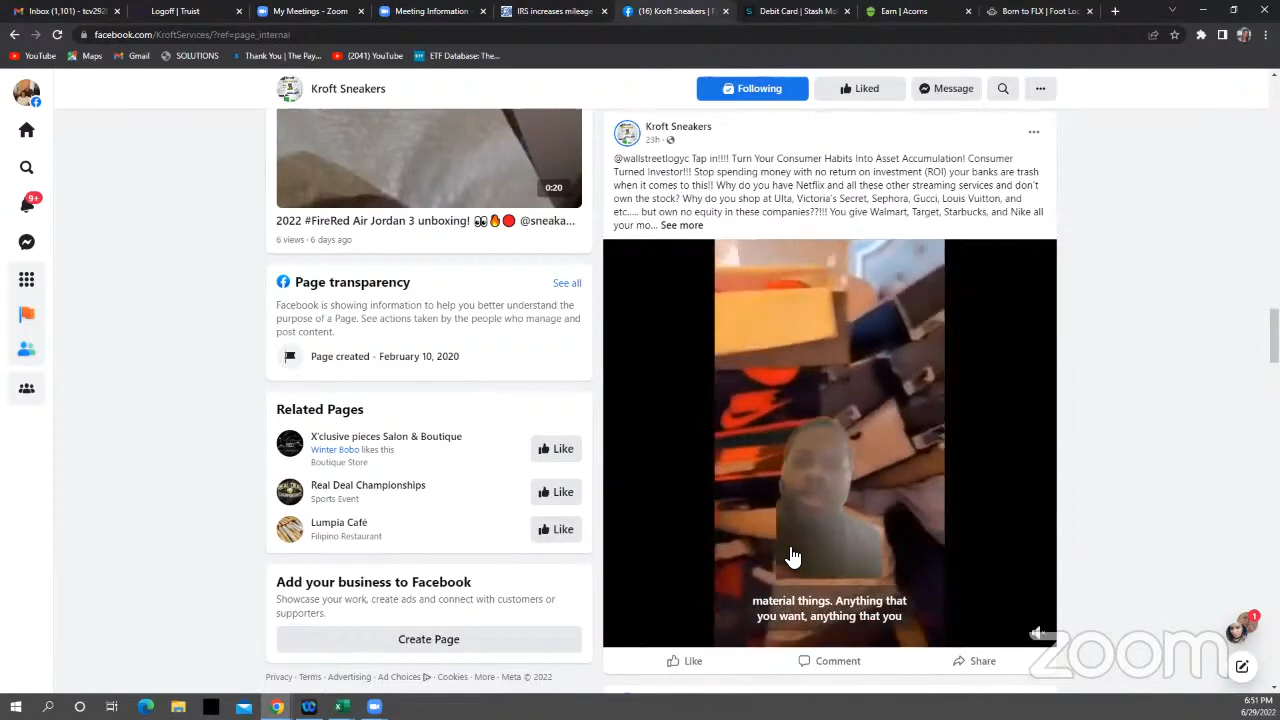 Inbox (1,101) - tcv291@
Logoff | Trust
My Meetings - Zoom
Meeting Information -
IRS increases mileage
(16) Kroft Sneakers | F
Debit Card | Stash Mo
Earn | Acorns
Born to FLX | Foot Loc
facebook.com/KroftServices/?ref=page_internal
YouTube
Maps
Gmail
SOLUTIONS
Thank You | The Pay...
(2041) YouTube
ETF Database: The...
Kroft Sneakers
Following
Liked
Message
9+
0:20
2022 #FireRed Air Jordan 3 unboxing! 👀🔥🔴 @sneaka...
6 views · 6 days ago
Page transparency
See all
Facebook is showing information to help you better understand the
purpose of a Page. See actions taken by the people who manage and
post content.
Page created - February 10, 2020
Related Pages
X'clusive pieces Salon & Boutique
Winter Bobo likes this
Boutique Store
Like
Real Deal Championships
Sports Event
Like
Lumpia Café
Filipino Restaurant
Like
Add your business to Facebook
Showcase your work, create ads and connect with customers or
supporters.
Create Page
Privacy · Terms · Advertising · Ad Choices · Cookies · More · Meta © 2022
Kroft Sneakers
23h ·
@wallstreetlogyc Tap in!!!! Turn Your Consumer Habits Into Asset Accumulation! Consumer
Turned Investor!!! Stop spending money with no return on investment (ROI) your banks are trash
when it comes to this!! Why do you have Netflix and all these other streaming services and don't
own the stock? Why do you shop at Ulta, Victoria's Secret, Sephora, Gucci, Louis Vuitton, and
etc..... but own no equity in these companies??!!! You give Walmart, Target, Starbucks, and Nike all
your mo... See more
material things. Anything that
you want, anything that you
Like
Comment
Share
1
zoom
6:51 PM
6/29/2022